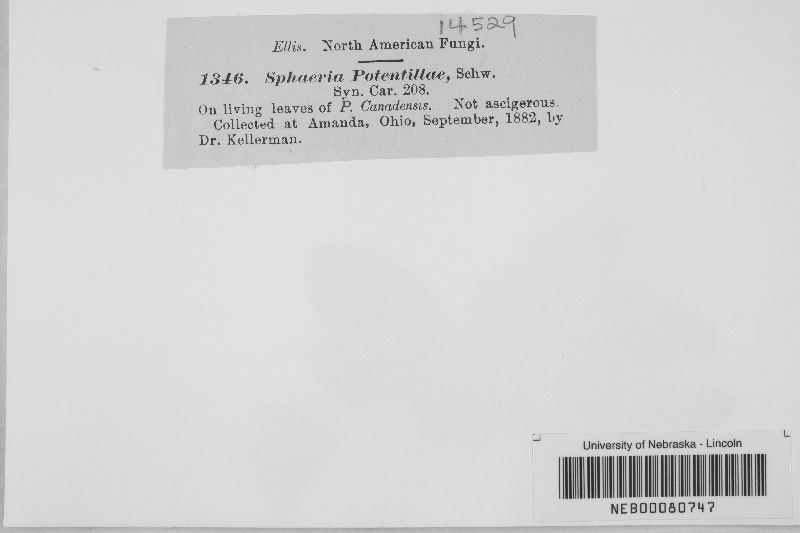 14529
Ellis. North American Fungi.
1346. Sphaeria Potentillae, Schw.
Syn. Car. 208.
On living leaves of P. Canadensis. Not ascigerous.
Collected at Amanda, Ohio, September, 1882, by
Dr. Kellerman.
University of Nebraska - Lincoln
NEB00080747